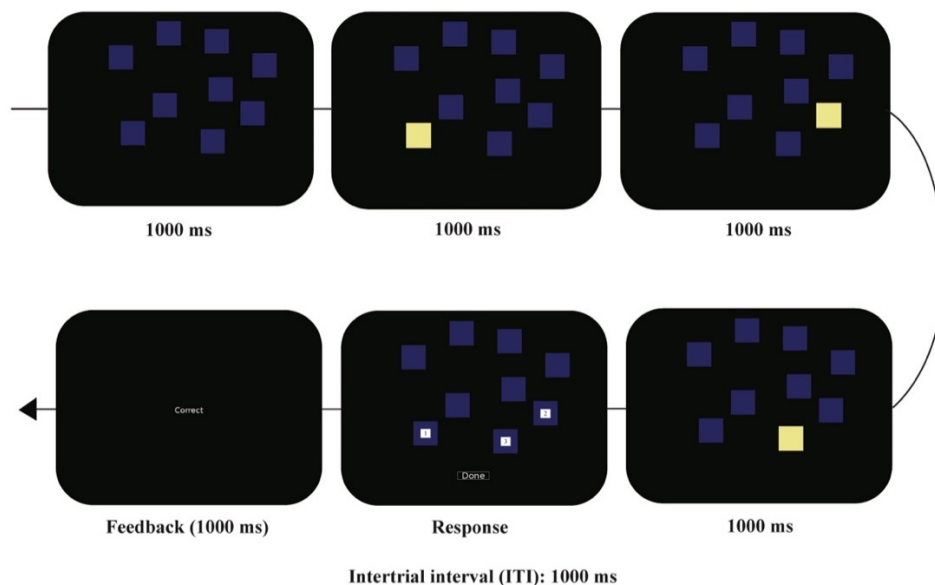 1000 ms
1000 ms
1000 ms
Correct
1
2
3
Done
Feedback (1000 ms)
Response
1000 ms
Intertrial interval (ITI): 1000 ms